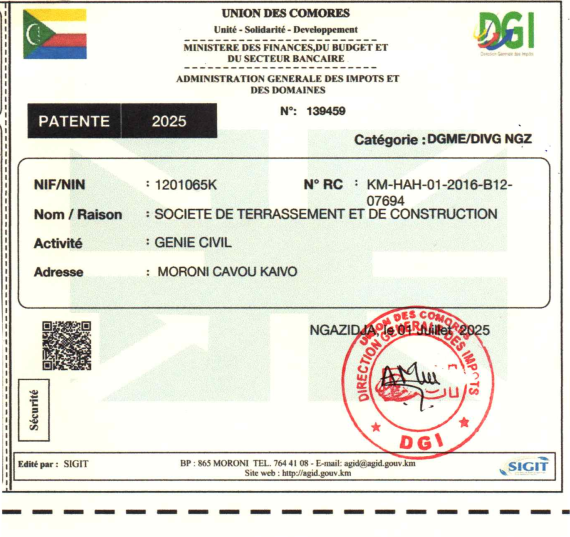 UNION DES COMORES
Unité - Solidarité - Developpement
MINISTERE DES FINANCES,DU BUDGET ET
DU SECTEUR BANCAIRE
ADMINISTRATION GENERALE DES IMPOTS ET
DES DOMAINES
DGI
Direction Générale des Impôts
PATENTE 2025
N°: 139459
Catégorie : DGME/DIVG NGZ
NIF/NIN : 1201065K N° RC : KM-HAH-01-2016-B12-
07694
Nom / Raison : SOCIETE DE TERRASSEMENT ET DE CONSTRUCTION
Activité : GENIE CIVIL
Adresse : MORONI CAVOU KAIVO
NGAZIDJA, le 01 Juillet, 2025
UNION DES COMORES
DIRECTION GENERALE DES IMPOTS
DGI
Sécurité
Edité par : SIGIT
BP : 865 MORONI TEL. 764 41 08 - E-mail: agid@agid.gouv.km
Site web : http://agid.gouv.km
SIGIT